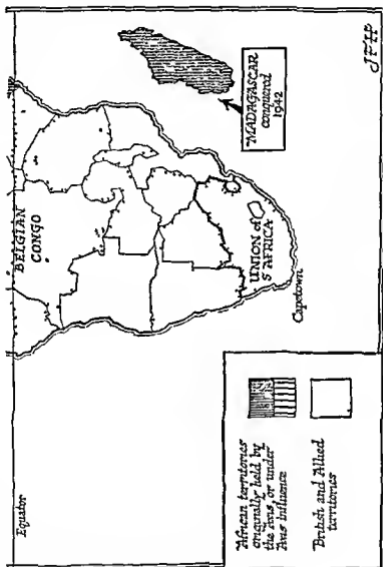 Equator
BELGIAN
CONGO
MADAGASCAR
conquered
1942
UNION of
S AFRICA
Capetown
African territories
originally held by
the Axis, or under
Axis influence
British and Allied
territories
JFH